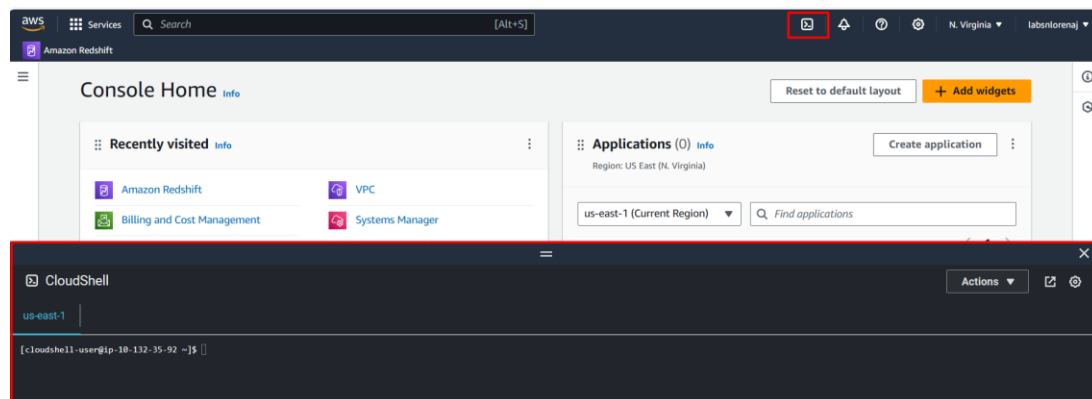 aws Services Search [Alt+S] N. Virginia labsnlorenaj
Amazon Redshift
Console Home Info Reset to default layout + Add widgets
Recently visited Info
Applications (0) Info Create application
Region: US East (N. Virginia)
Amazon Redshift VPC
us-east-1 (Current Region) Find applications
Billing and Cost Management Systems Manager
CloudShell Actions
us-east-1
[cloudshell-user@ip-10-132-35-92 ~]$